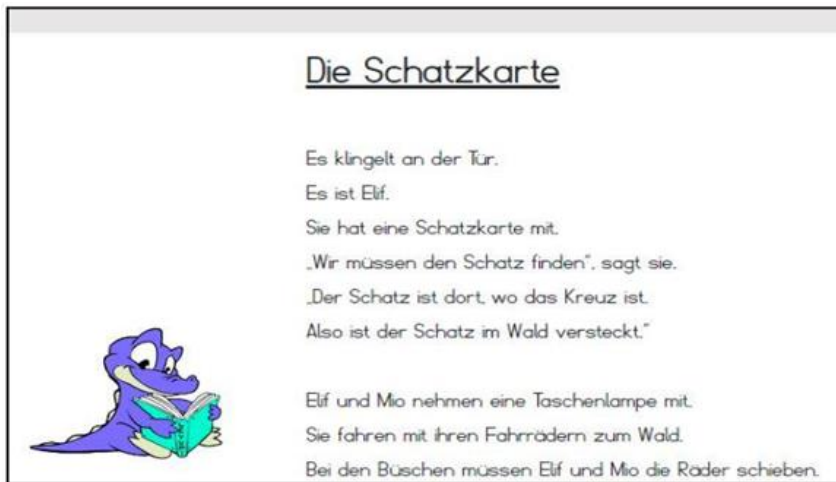 Die Schatzkarte
Es klingelt an der Tür.
Es ist Elif.
Sie hat eine Schatzkarte mit.
„Wir müssen den Schatz finden“, sagt sie.
„Der Schatz ist dort, wo das Kreuz ist.
Also ist der Schatz im Wald versteckt.“
Elif und Mio nehmen eine Taschenlampe mit.
Sie fahren mit ihren Fahrrädern zum Wald.
Bei den Büschen müssen Elif und Mio die Räder schieben.